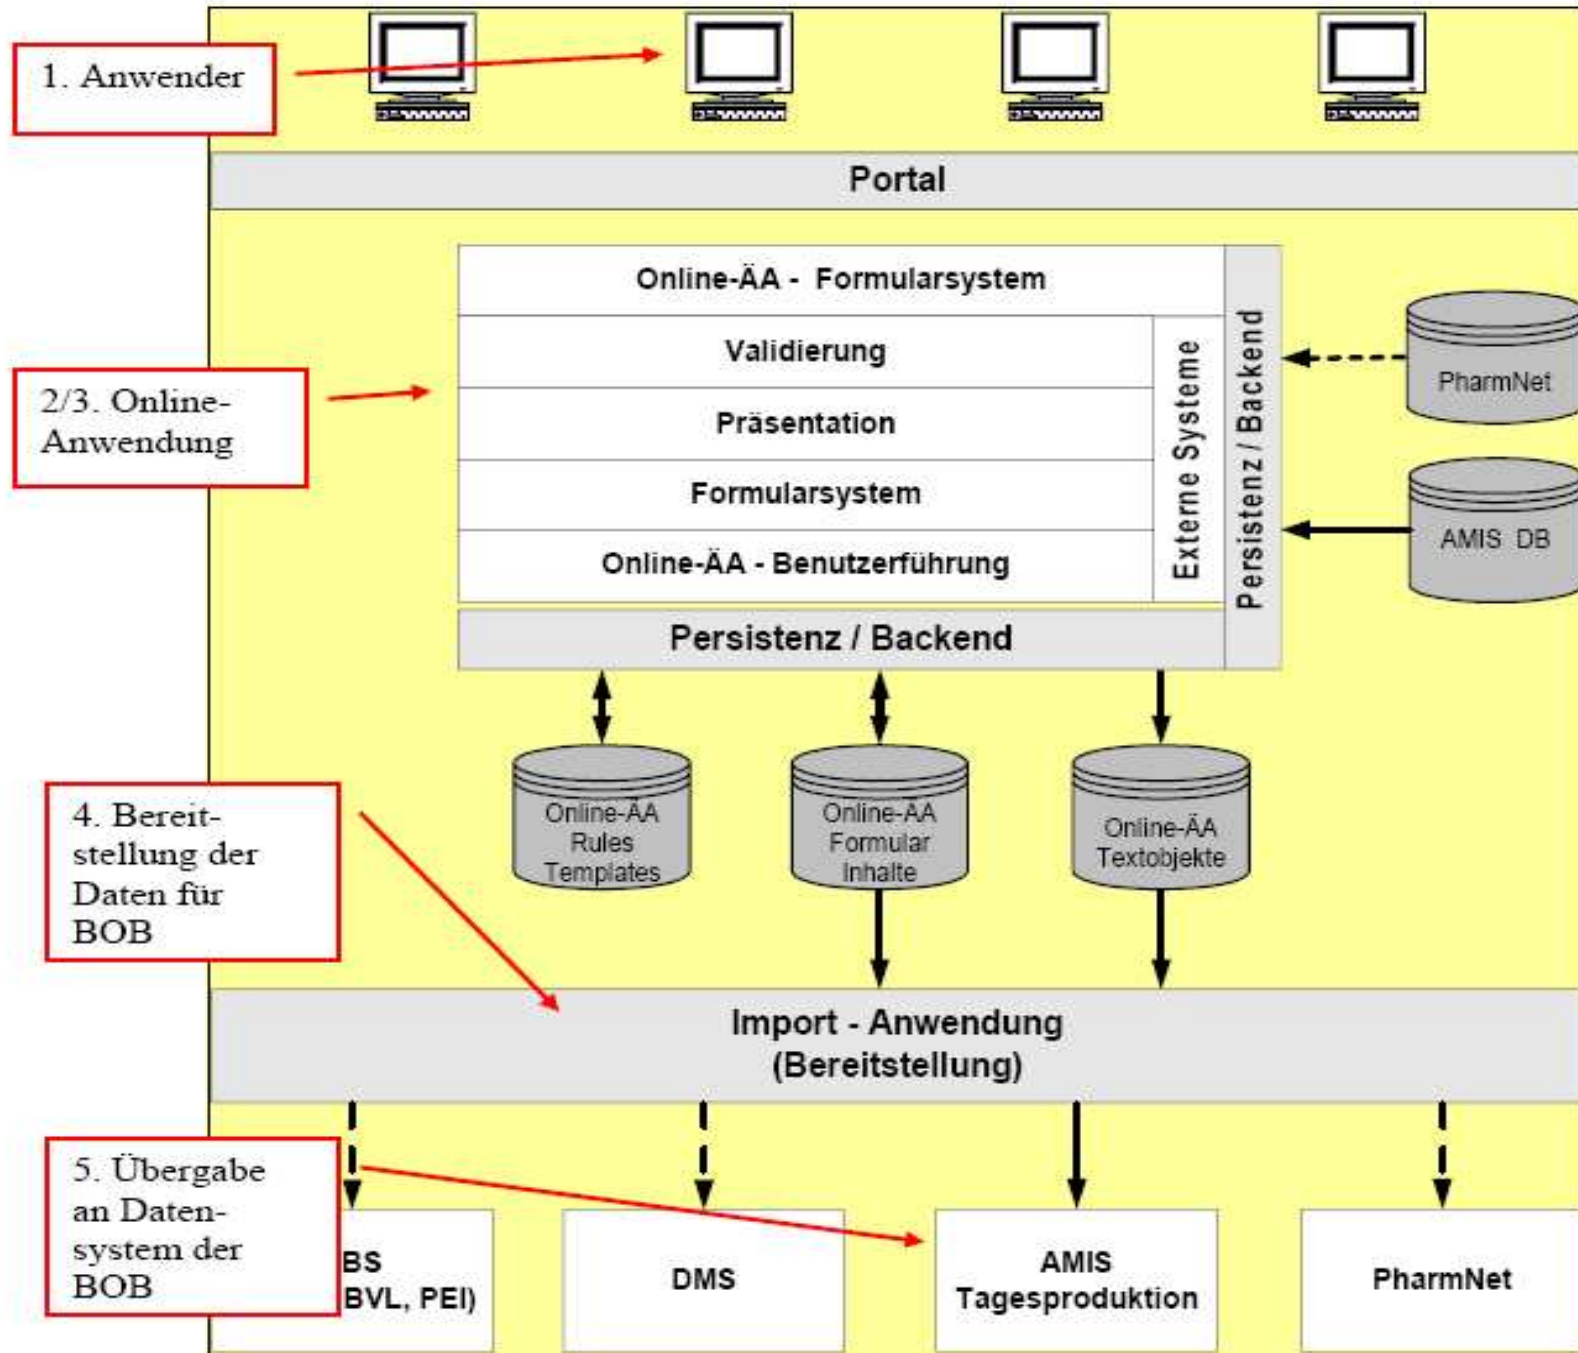 1. Anwender
Portal
Online-ÄA - Formularsystem
Validierung
Präsentation
Formularsystem
Online-ÄA - Benutzerführung
Externe Systeme
Persistenz / Backend
Persistenz / Backend
PharmNet
AMIS DB
2/3. Online-
Anwendung
Online-ÄA
Rules
Templates
Online-ÄA
Formular
Inhalte
Online-ÄA
Textobjekte
4. Bereit-
stellung der
Daten für
BOB
Import - Anwendung
(Bereitstellung)
5. Übergabe
an Daten-
system der
BOB
BS
BVL, PEI)
DMS
AMIS
Tagesproduktion
PharmNet